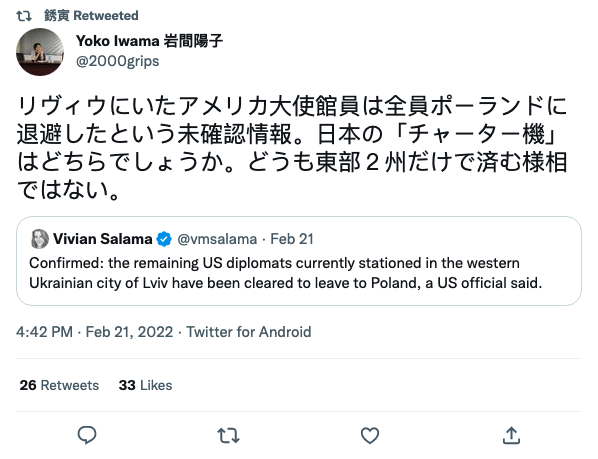 銹寅 Retweeted
Yoko Iwama 岩間陽子
@2000grips
リヴィウにいたアメリカ大使館員は全員ポーランドに
退避したという未確認情報。日本の「チャーター機」
はどちらでしょうか。どうも東部２州だけで済む様相
ではない。
Vivian Salama @vmsalama · Feb 21
Confirmed: the remaining US diplomats currently stationed in the western
Ukrainian city of Lviv have been cleared to leave to Poland, a US official said.
4:42 PM · Feb 21, 2022 · Twitter for Android
26 Retweets 33 Likes